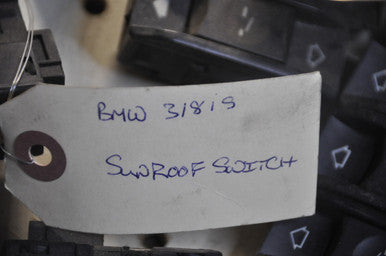 BMW 318is
SUNROOF SWITCH